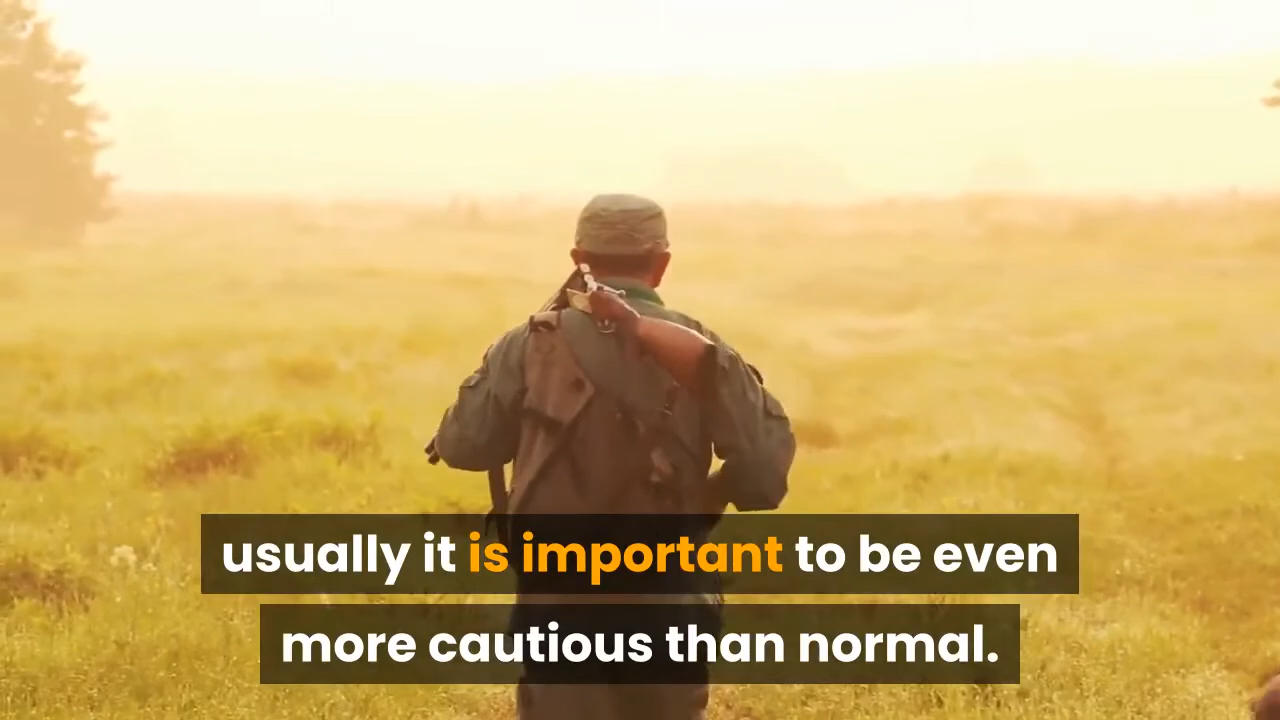 usually it is important to be even
more cautious than normal.